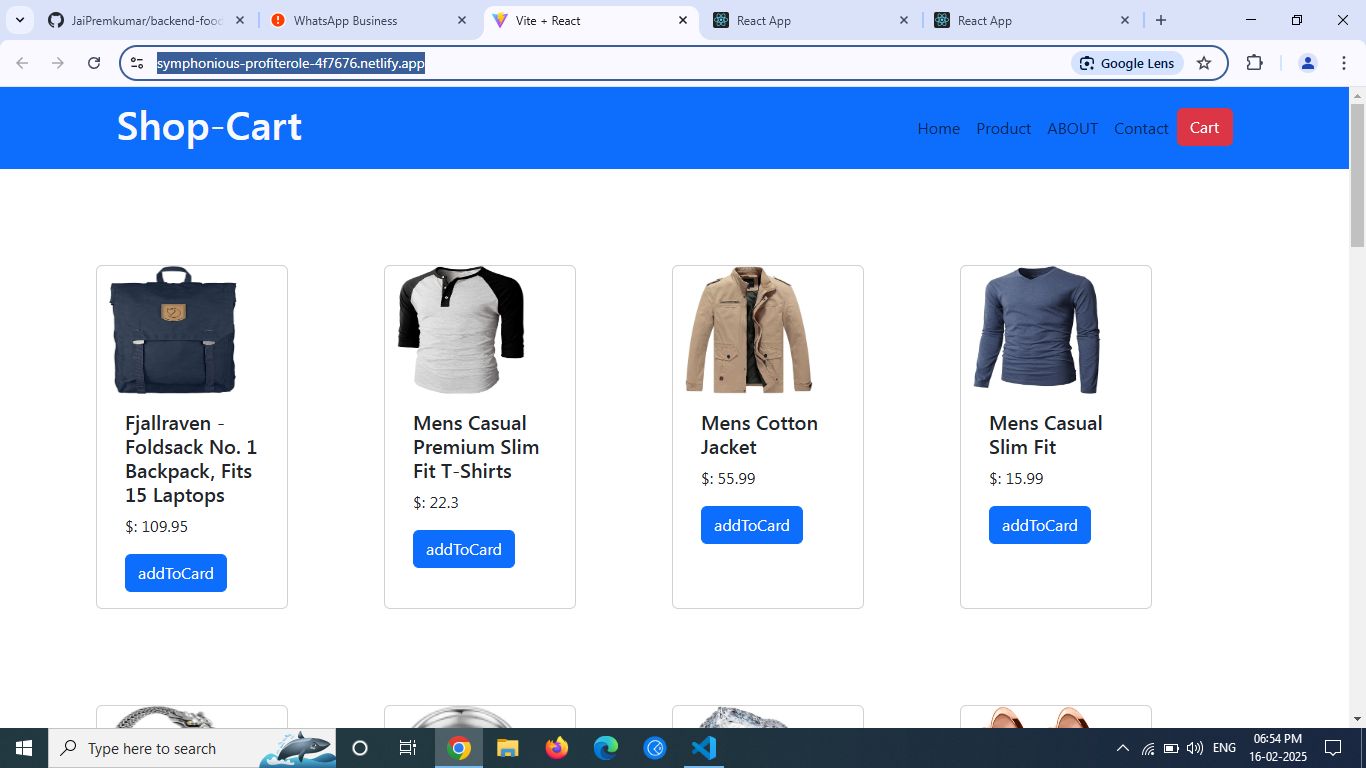 JaiPremkumar/backend-food
WhatsApp Business
Vite + React
React App
React App
symphonious-profiterole-4f7676.netlify.app
Google Lens
Shop-Cart
Home
Product
ABOUT
Contact
Cart
Fjallraven -
Foldsack No. 1
Backpack, Fits
15 Laptops
$: 109.95
addToCard
Mens Casual
Premium Slim
Fit T-Shirts
$: 22.3
addToCard
Mens Cotton
Jacket
$: 55.99
addToCard
Mens Casual
Slim Fit
$: 15.99
addToCard
Type here to search
ENG
06:54 PM
16-02-2025